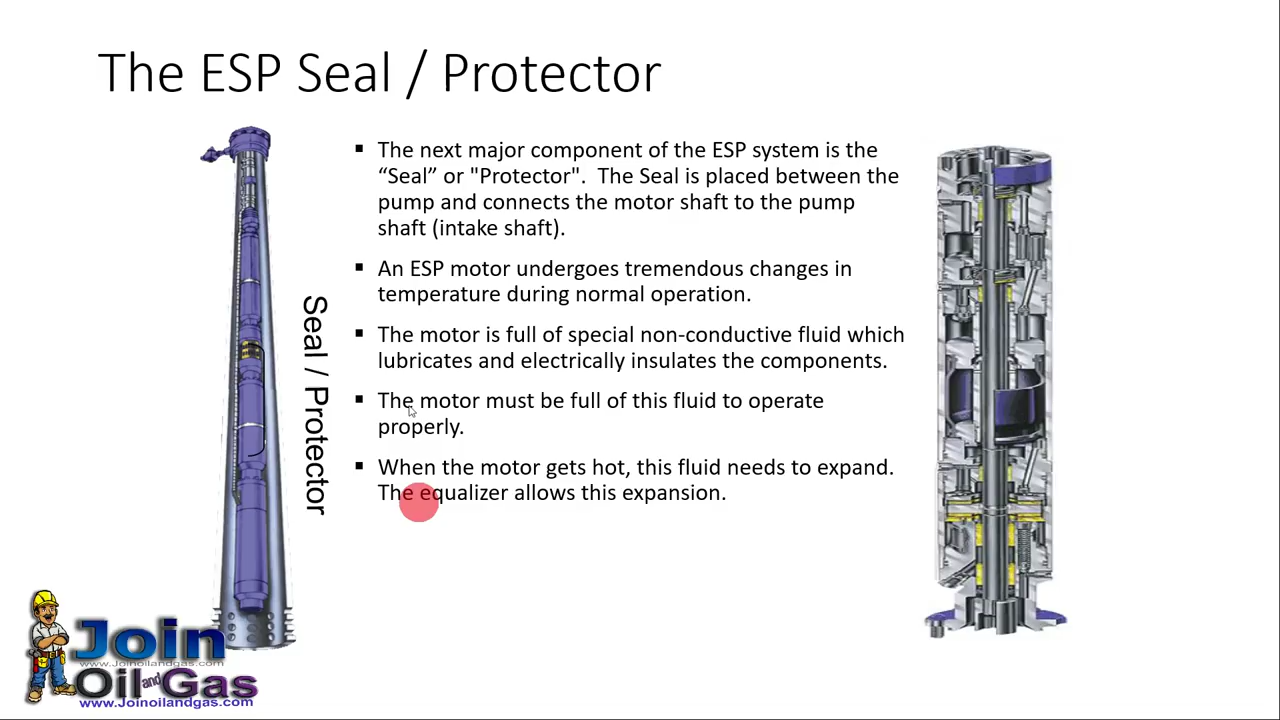 The ESP Seal / Protector
▪ The next major component of the ESP system is the
“Seal” or "Protector". The Seal is placed between the
pump and connects the motor shaft to the pump
shaft (intake shaft).
▪ An ESP motor undergoes tremendous changes in
temperature during normal operation.
▪ The motor is full of special non-conductive fluid which
lubricates and electrically insulates the components.
▪ The motor must be full of this fluid to operate
properly.
▪ When the motor gets hot, this fluid needs to expand.
The equalizer allows this expansion.
Seal / Protector
Join
www.Joinoilandgas.com
Oil and Gas
www.Joinoilandgas.com